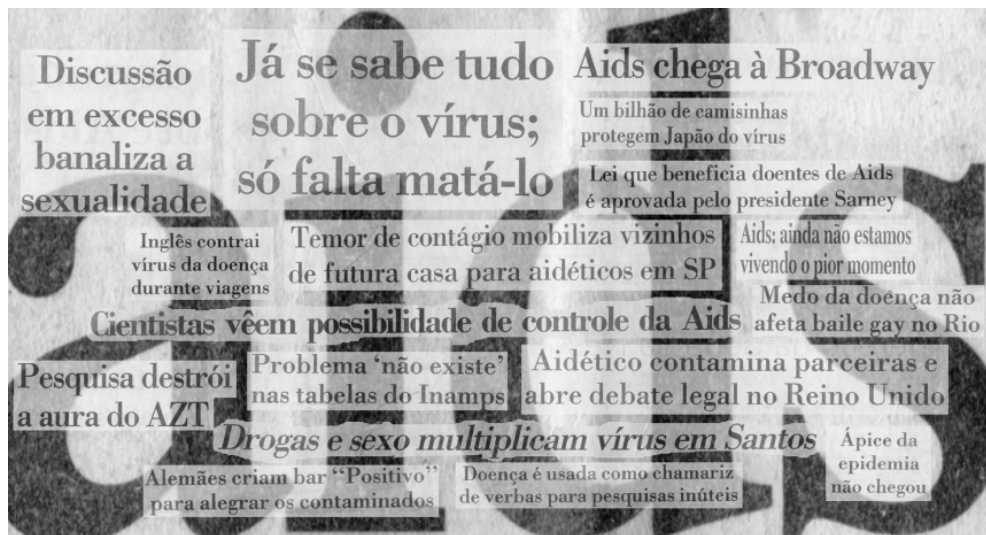 aids
Discussão
em excesso
banaliza a
sexualidade
Já se sabe tudo
sobre o vírus;
só falta matá-lo
Aids chega à Broadway
Um bilhão de camisinhas
protegem Japão do vírus
Lei que beneficia doentes de Aids
é aprovada pelo presidente Sarney
Inglês contrai
vírus da doença
durante viagens
Temor de contágio mobiliza vizinhos
de futura casa para aidéticos em SP
Aids: ainda não estamos
vivendo o pior momento
Cientistas vêem possibilidade de controle da Aids
Medo da doença não
afeta baile gay no Rio
Pesquisa destrói
a aura do AZT
Problema ‘não existe’
nas tabelas do Inamps
Aidético contamina parceiras e
abre debate legal no Reino Unido
Drogas e sexo multiplicam vírus em Santos
Alemães criam bar “Positivo”
para alegrar os contaminados
Doença é usada como chamariz
de verbas para pesquisas inúteis
Ápice da
epidemia
não chegou